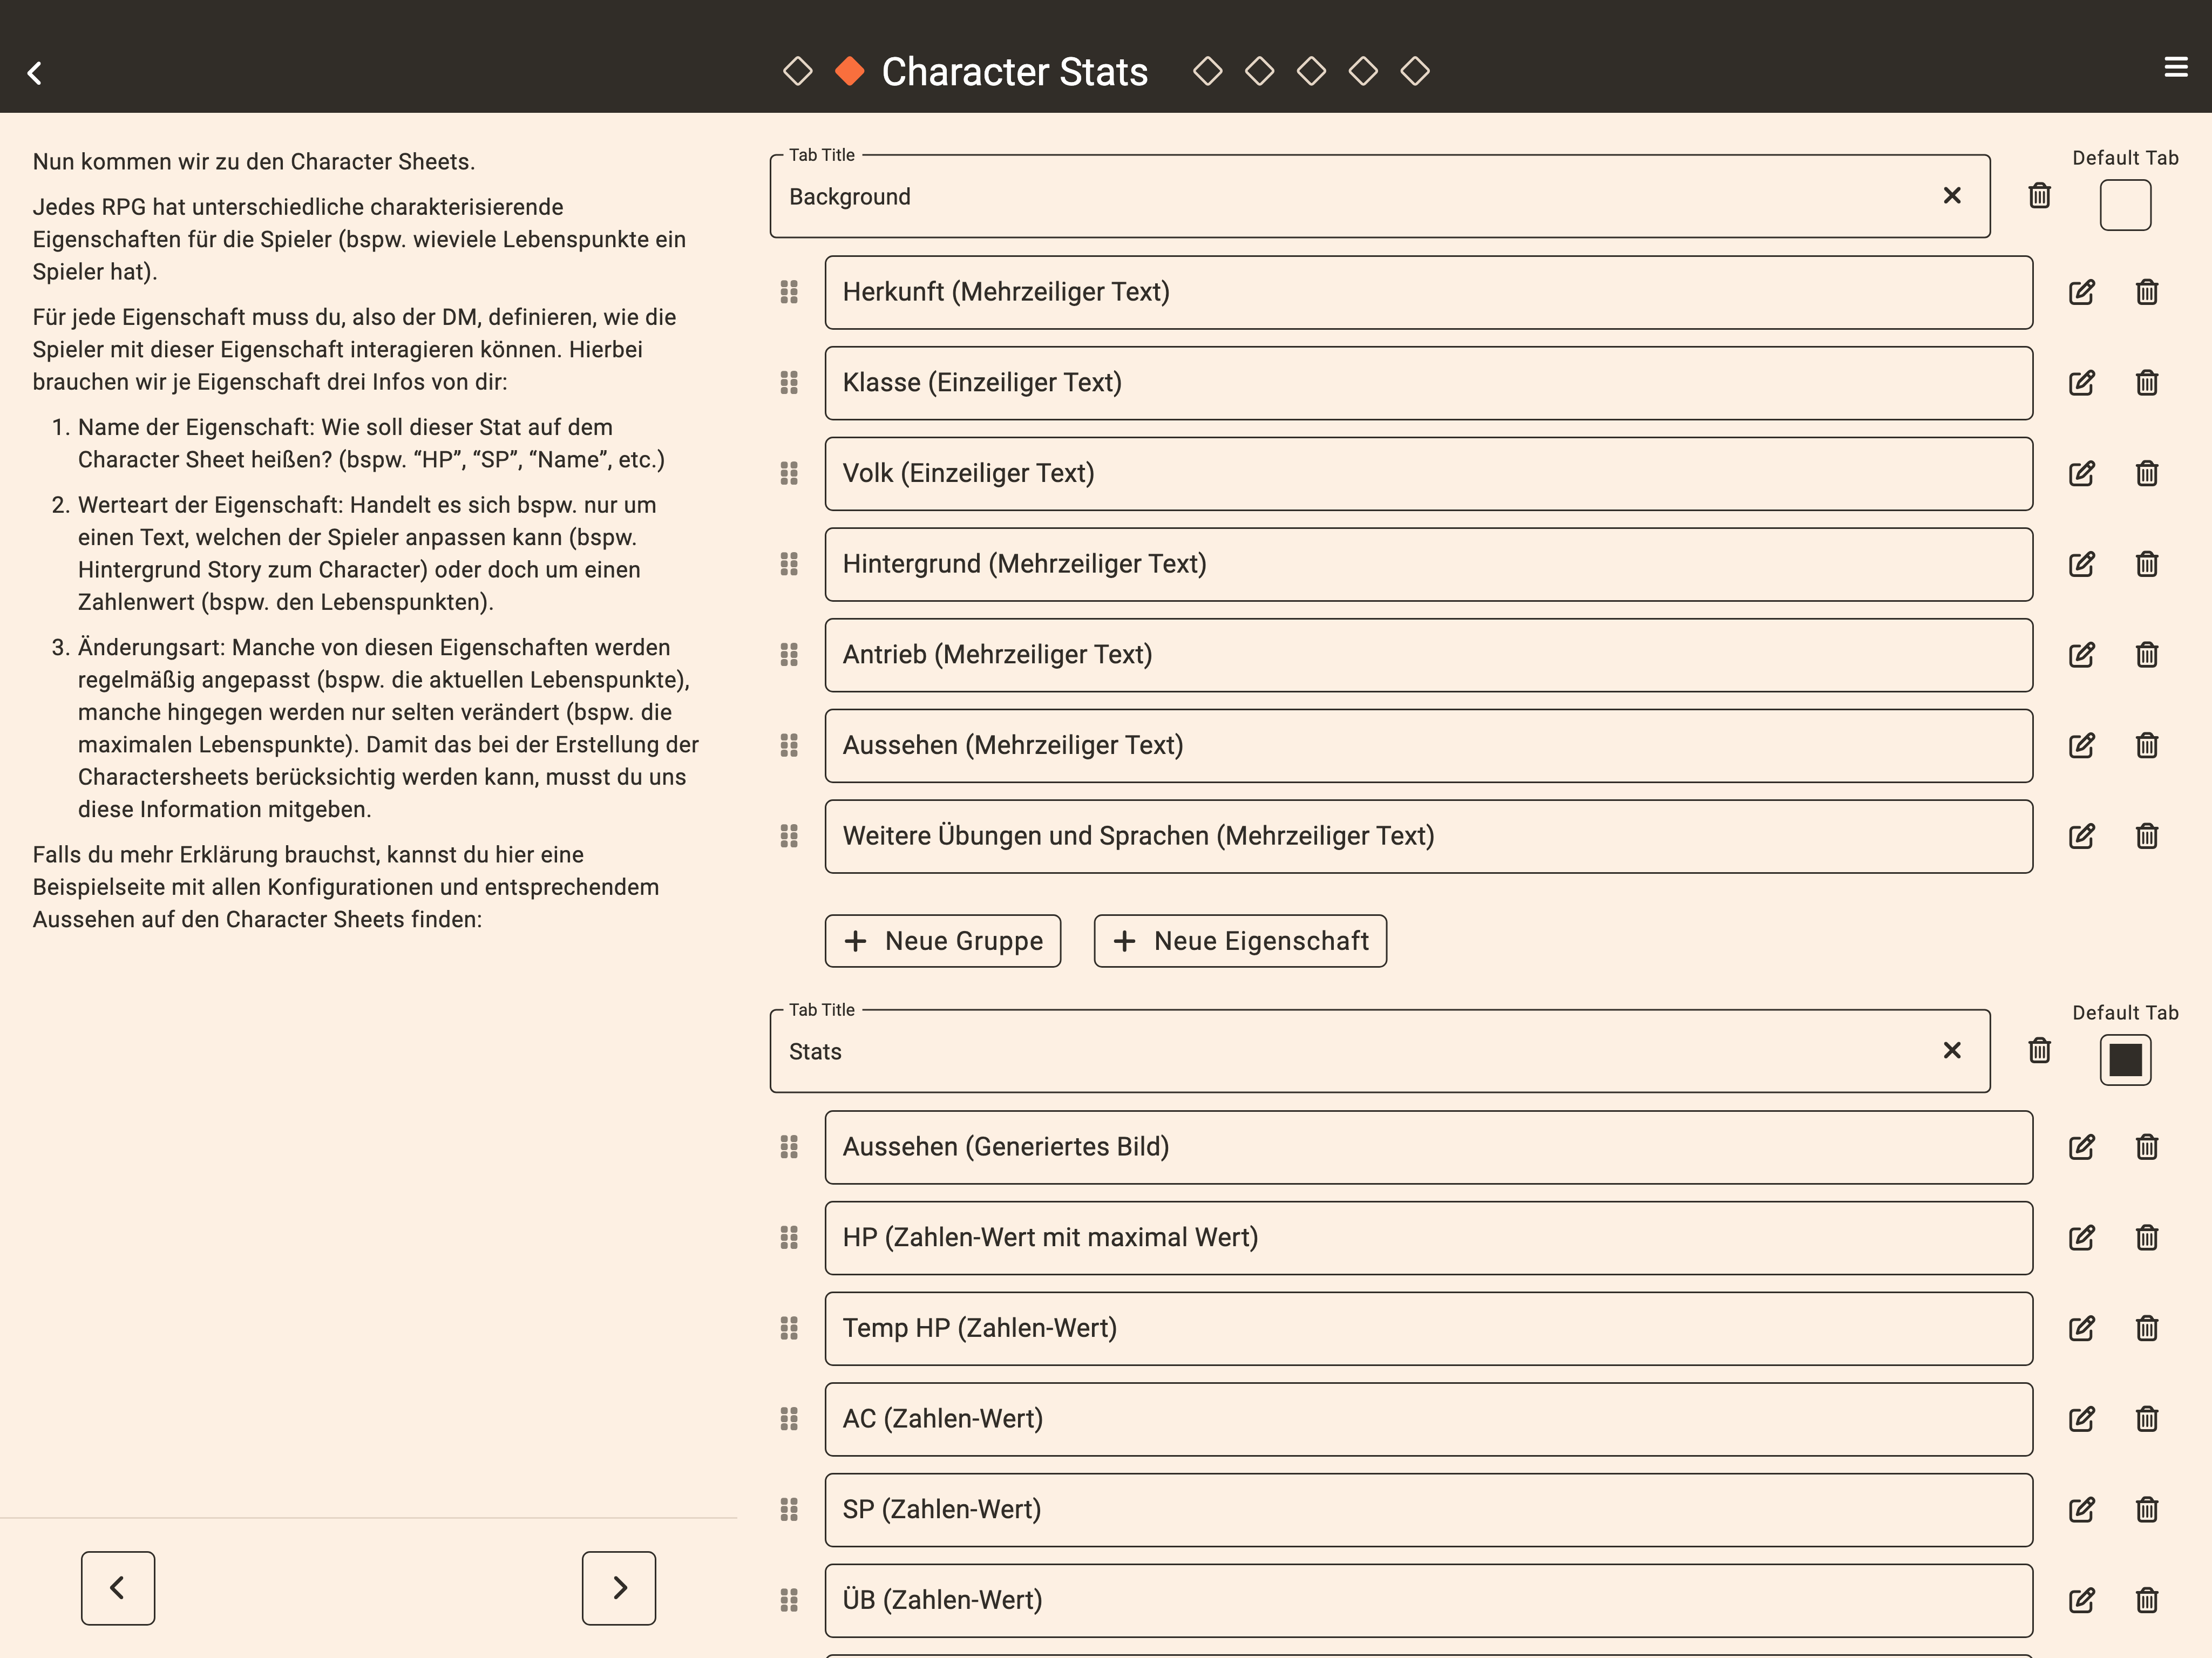 Character Stats
Nun kommen wir zu den Character Sheets.
Jedes RPG hat unterschiedliche charakterisierende
Eigenschaften für die Spieler (bspw. wieviele Lebenspunkte ein
Spieler hat).
Für jede Eigenschaft muss du, also der DM, definieren, wie die
Spieler mit dieser Eigenschaft interagieren können. Hierbei
brauchen wir je Eigenschaft drei Infos von dir:
1. Name der Eigenschaft: Wie soll dieser Stat auf dem
Character Sheet heißen? (bspw. “HP”, “SP”, “Name”, etc.)
2. Werteart der Eigenschaft: Handelt es sich bspw. nur um
einen Text, welchen der Spieler anpassen kann (bspw.
Hintergrund Story zum Character) oder doch um einen
Zahlenwert (bspw. den Lebenspunkten).
3. Änderungsart: Manche von diesen Eigenschaften werden
regelmäßig angepasst (bspw. die aktuellen Lebenspunkte),
manche hingegen werden nur selten verändert (bspw. die
maximalen Lebenspunkte). Damit das bei der Erstellung der
Charactersheets berücksichtig werden kann, musst du uns
diese Information mitgeben.
Falls du mehr Erklärung brauchst, kannst du hier eine
Beispielseite mit allen Konfigurationen und entsprechendem
Aussehen auf den Character Sheets finden:
Tab Title
Background
Default Tab
Herkunft (Mehrzeiliger Text)
Klasse (Einzeiliger Text)
Volk (Einzeiliger Text)
Hintergrund (Mehrzeiliger Text)
Antrieb (Mehrzeiliger Text)
Aussehen (Mehrzeiliger Text)
Weitere Übungen und Sprachen (Mehrzeiliger Text)
Neue Gruppe
Neue Eigenschaft
Tab Title
Stats
Default Tab
Aussehen (Generiertes Bild)
HP (Zahlen-Wert mit maximal Wert)
Temp HP (Zahlen-Wert)
AC (Zahlen-Wert)
SP (Zahlen-Wert)
ÜB (Zahlen-Wert)